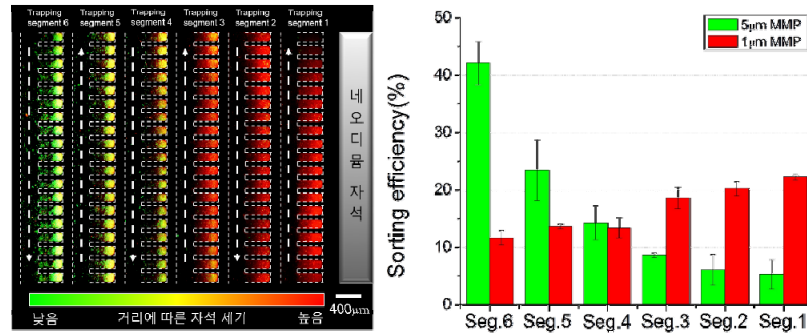 Trapping segment 6
Trapping segment 5
Trapping segment 4
Trapping segment 3
Trapping segment 2
Trapping segment 1
네오디뮴 자석
낮음
거리에 따른 자석 세기
높음
400μm
Sorting efficiency(%)
50
40
30
20
10
0
5μm MMP
1μm MMP
Seg.6 Seg.5 Seg.4 Seg.3 Seg.2 Seg.1